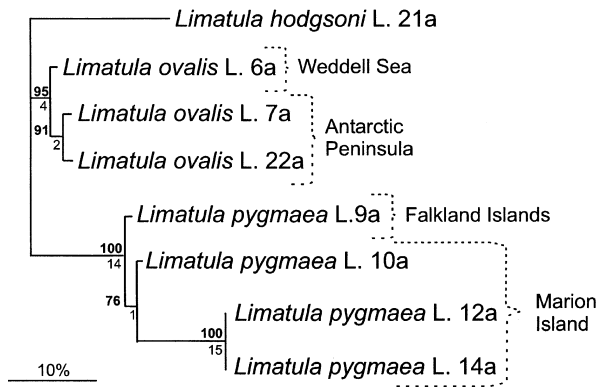 Limatula hodgsoni L. 21a
Limatula ovalis L. 6a
Weddell Sea
95
4
Limatula ovalis L. 7a
91
2
Antarctic
Peninsula
Limatula ovalis L. 22a
Limatula pygmaea L.9a
Falkland Islands
100
14
Limatula pygmaea L. 10a
76
1
Limatula pygmaea L. 12a
Marion
Island
100
15
Limatula pygmaea L. 14a
10%